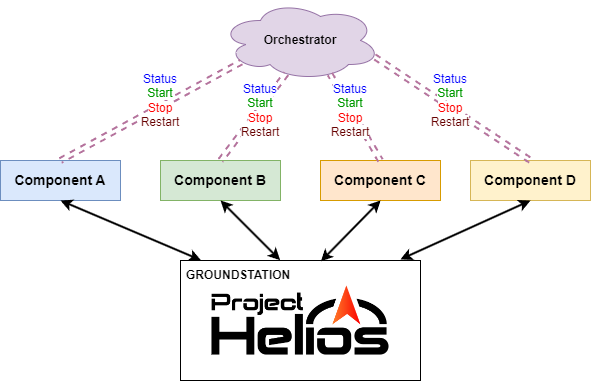 Orchestrator
Status
Start
Stop
Restart
Status
Start
Stop
Restart
Status
Start
Stop
Restart
Status
Start
Stop
Restart
Component A
Component B
Component C
Component D
GROUNDSTATION
Project
Helios